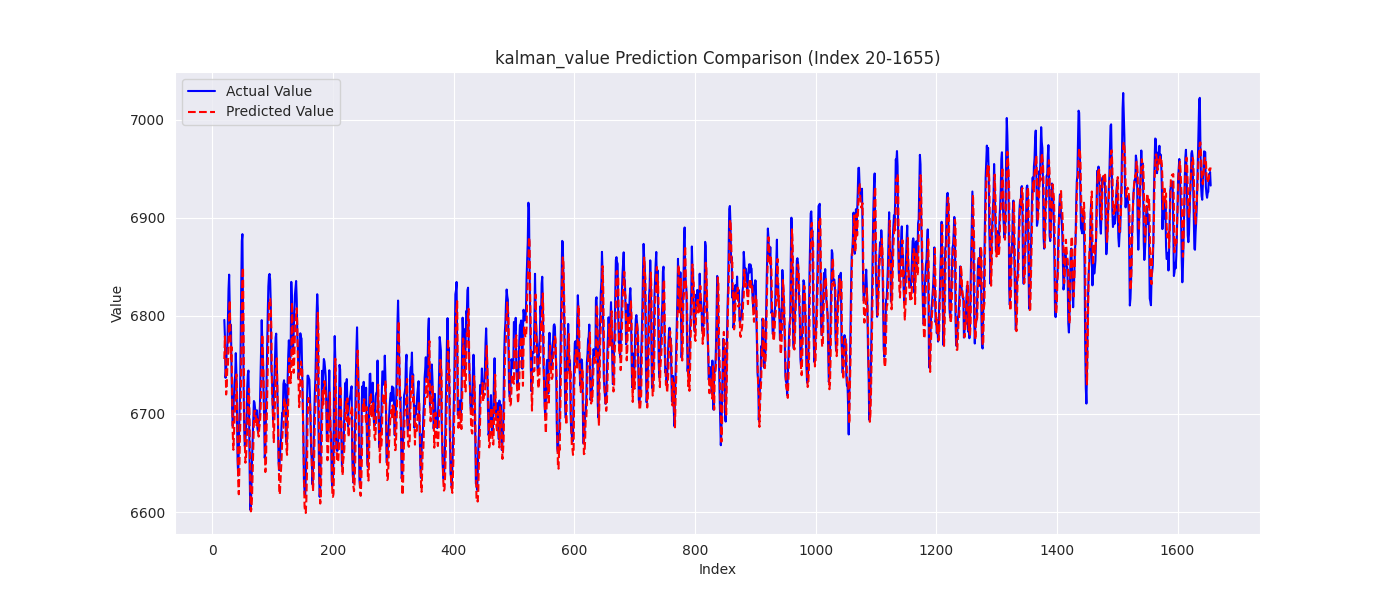 kalman_value Prediction Comparison (Index 20-1655)
Actual Value
Predicted Value
7000
6900
6800
6700
6600
Value
0 200 400 600 800 1000 1200 1400 1600
Index